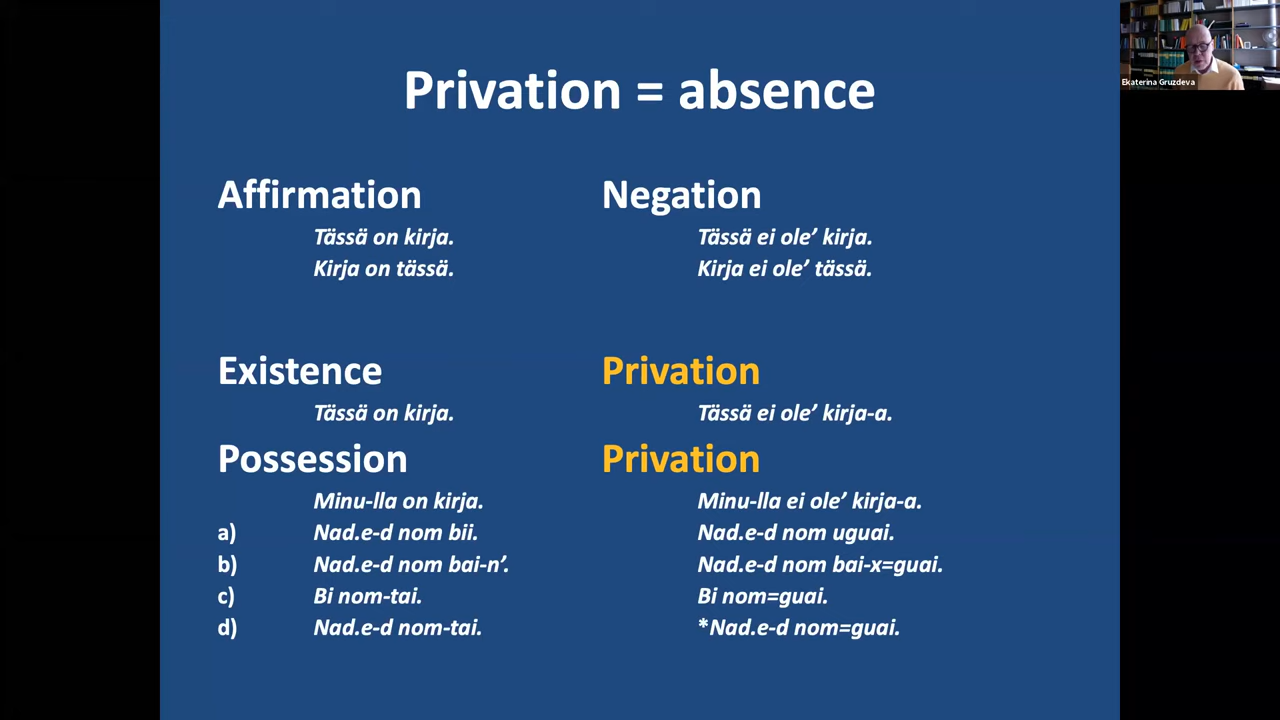 Privation = absence
Affirmation
Tässä on kirja.
Kirja on tässä.
Negation
Tässä ei ole’ kirja.
Kirja ei ole’ tässä.
Existence
Tässä on kirja.
Privation
Tässä ei ole’ kirja-a.
Possession
Privation
Minu-lla on kirja.
Minu-lla ei ole’ kirja-a.
a) Nad.e-d nom bii.
Nad.e-d nom uguai.
b) Nad.e-d nom bai-n’.
Nad.e-d nom bai-x=guai.
c) Bi nom-tai.
Bi nom=guai.
d) Nad.e-d nom-tai.
*Nad.e-d nom=guai.
Ekaterina Gruzdeva